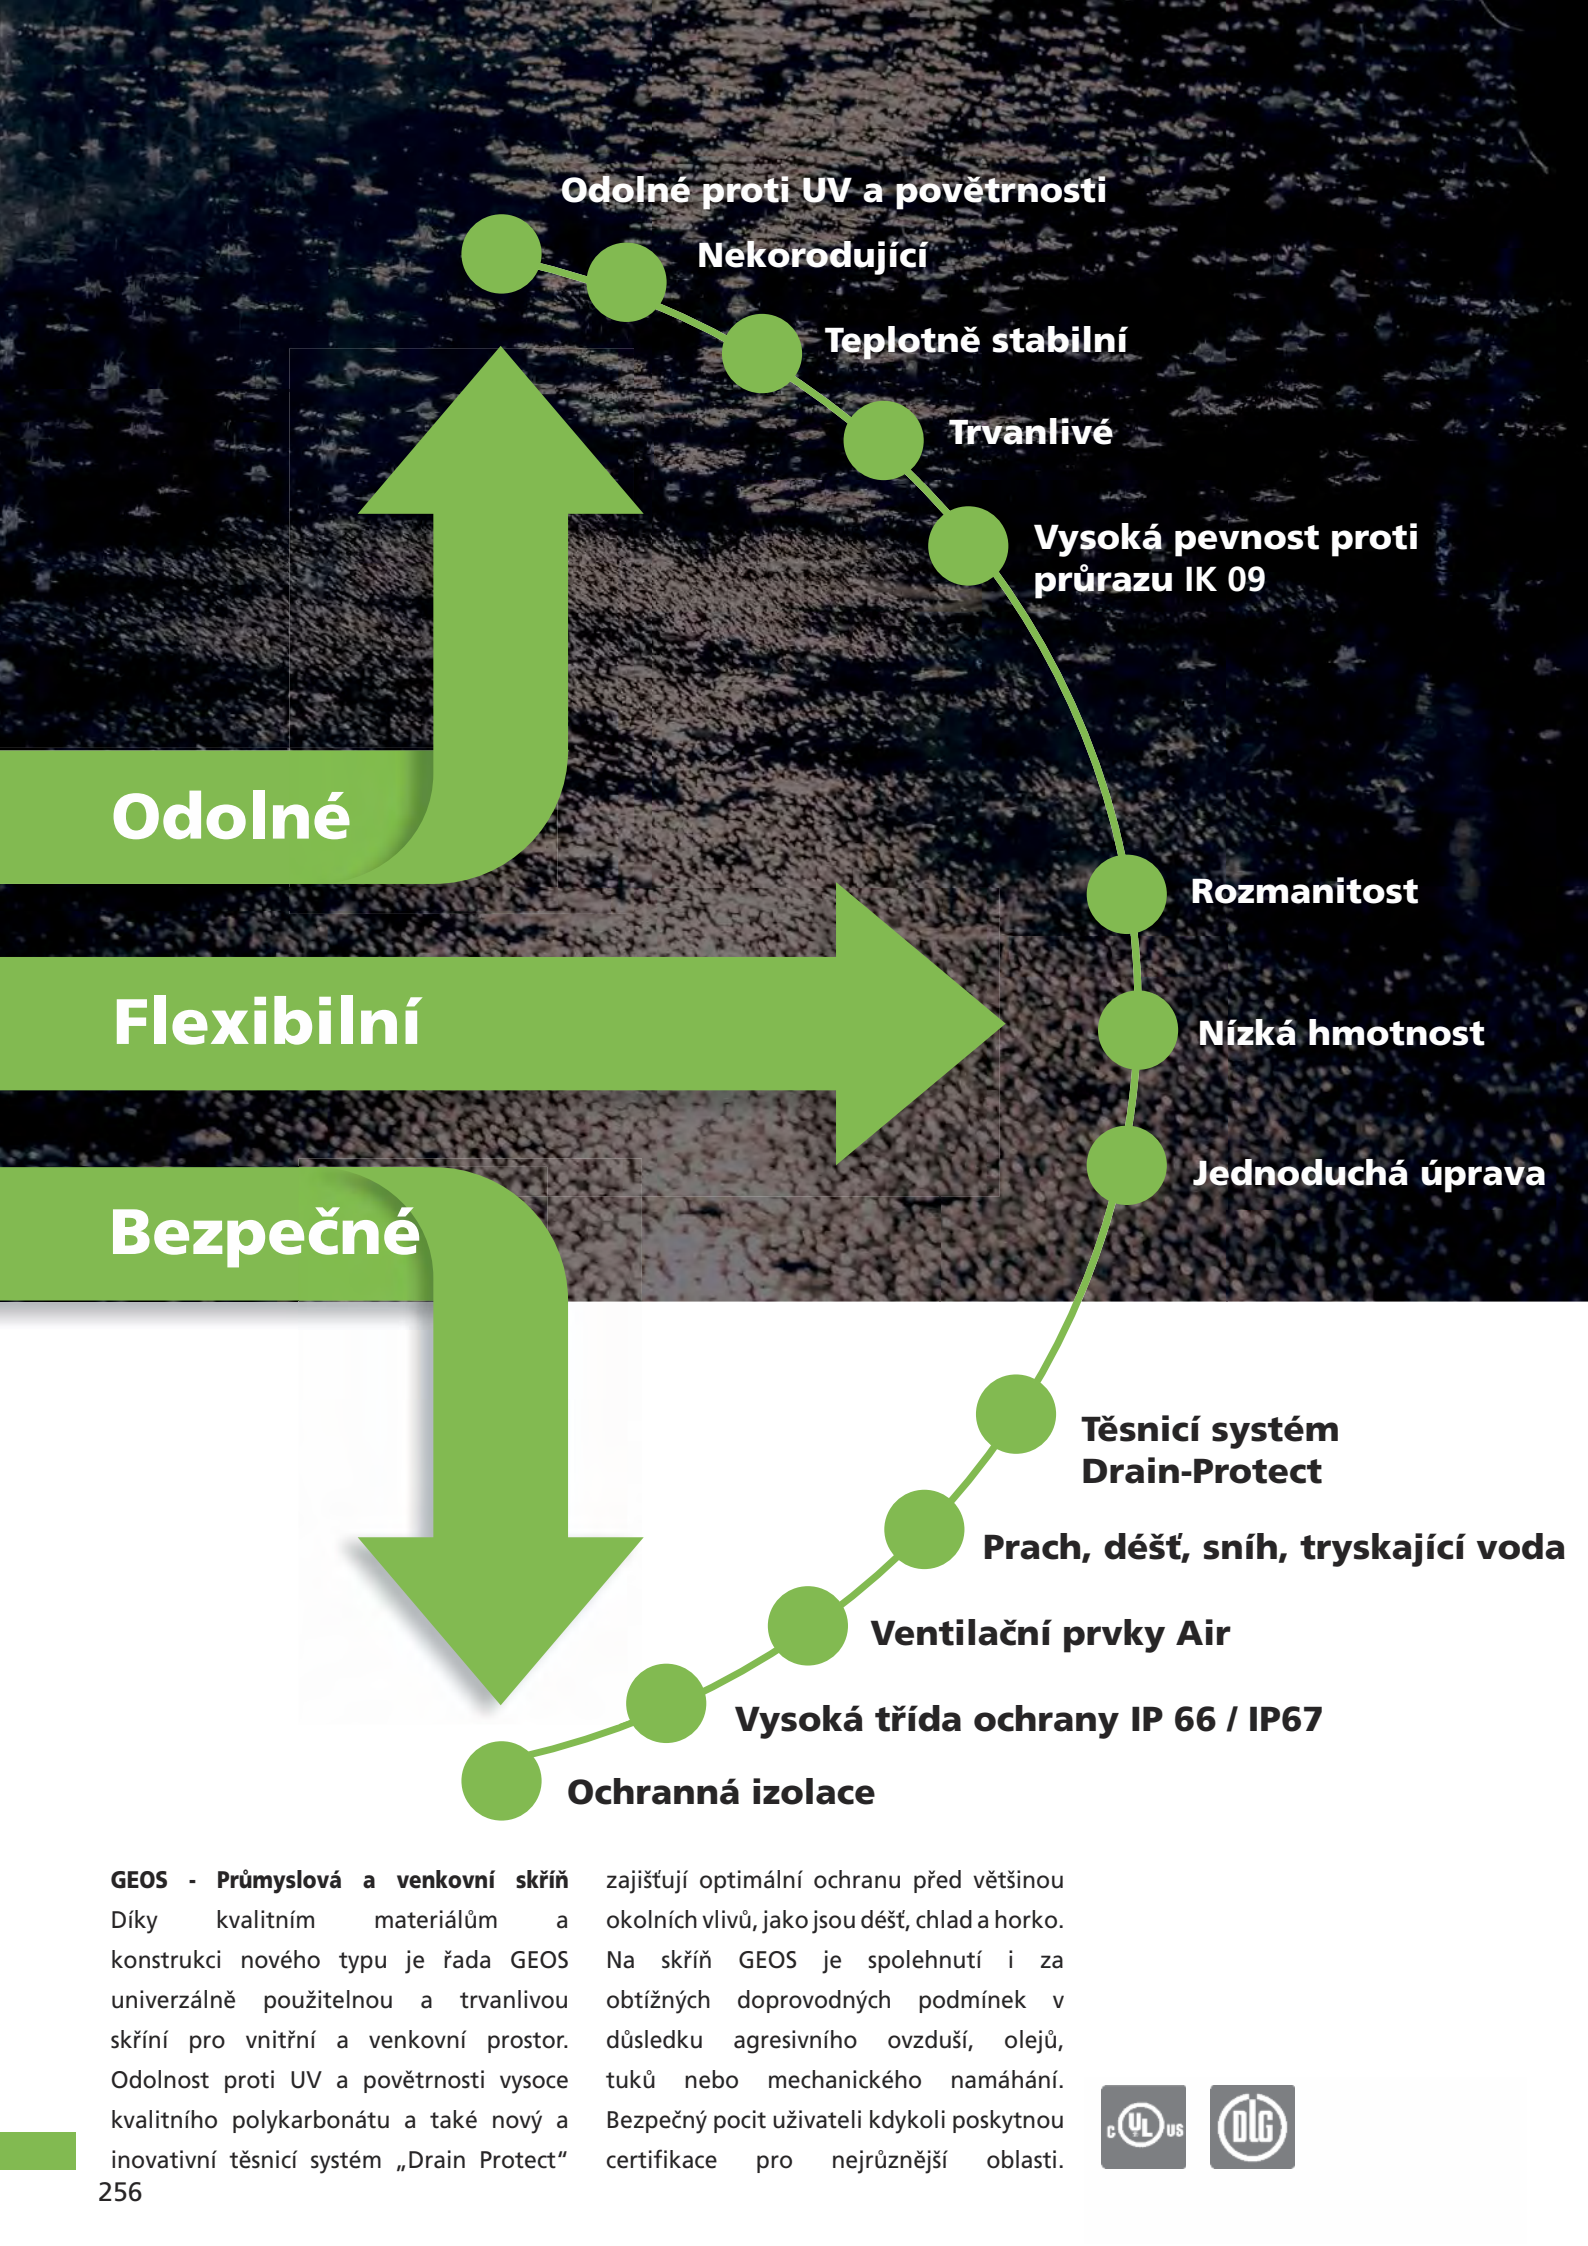 Odolné proti UV a povětrnosti
Nekorodující
Teplotně stabilní
Trvanlivé
Vysoká pevnost proti
průrazu IK 09
Odolné
Rozmanitost
Flexibilní
Nízká hmotnost
Jednoduchá úprava
Bezpečné
Těsnicí systém
Drain-Protect
Prach, déšť, sníh, tryskající voda
Ventilační prvky Air
Vysoká třída ochrany IP 66 / IP67
Ochranná izolace
GEOS - Průmyslová a venkovní skříň
Díky kvalitním materiálům a
konstrukci nového typu je řada GEOS
univerzálně použitelnou a trvanlivou
skříní pro vnitřní a venkovní prostor.
Odolnost proti UV a povětrnosti vysoce
kvalitního polykarbonátu a také nový a
inovativní těsnicí systém „Drain Protect“
zajišťují optimální ochranu před většinou
okolních vlivů, jako jsou déšť, chlad a horko.
Na skříň GEOS je spolehnutí i za
obtížných doprovodných podmínek v
důsledku agresivního ovzduší, olejů,
tuků nebo mechanického namáhání.
Bezpečný pocit uživateli kdykoli poskytnou
certifikace pro nejrůznější oblasti.
c UL us
DLG
256